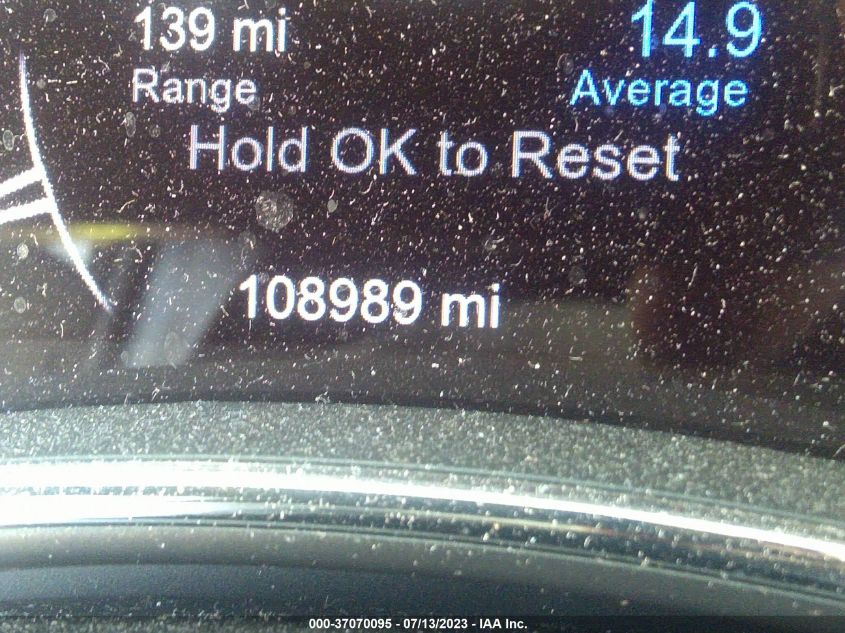 139 mi 14.9
Range Average
Hold OK to Reset
108989 mi
000-37070095 - 07/13/2023 - IAA Inc.